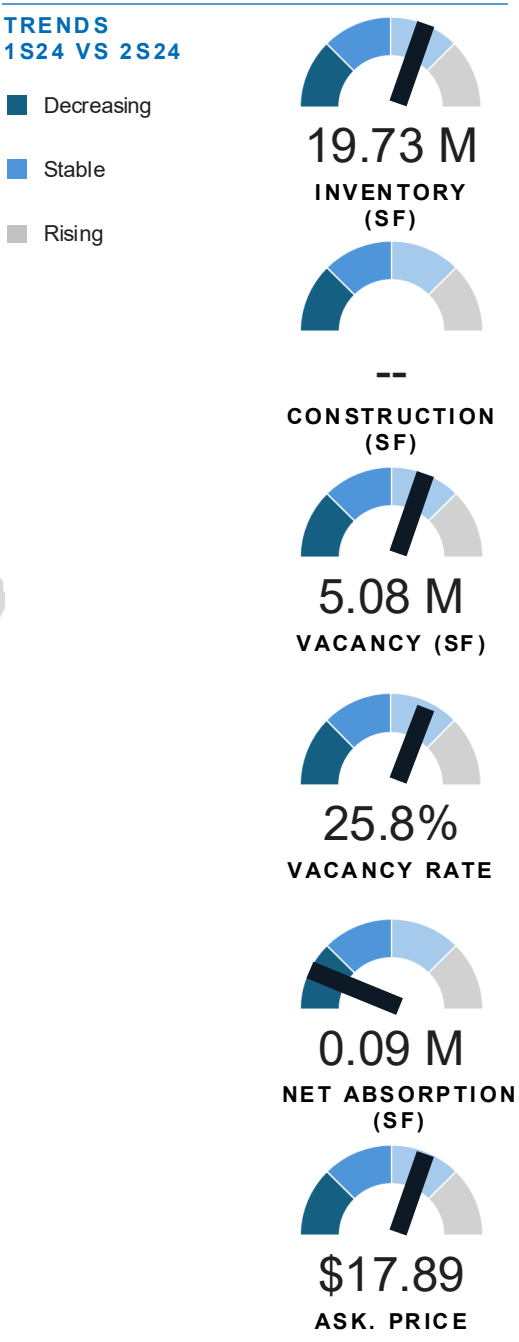 TRENDS
1S24 VS 2S24
Decreasing
Stable
Rising
19.73 M
INVENTORY
(SF)
--
CONSTRUCTION
(SF)
5.08 M
VACANCY (SF)
25.8%
VACANCY RATE
0.09 M
NET ABSORPTION
(SF)
$17.89
ASK. PRICE